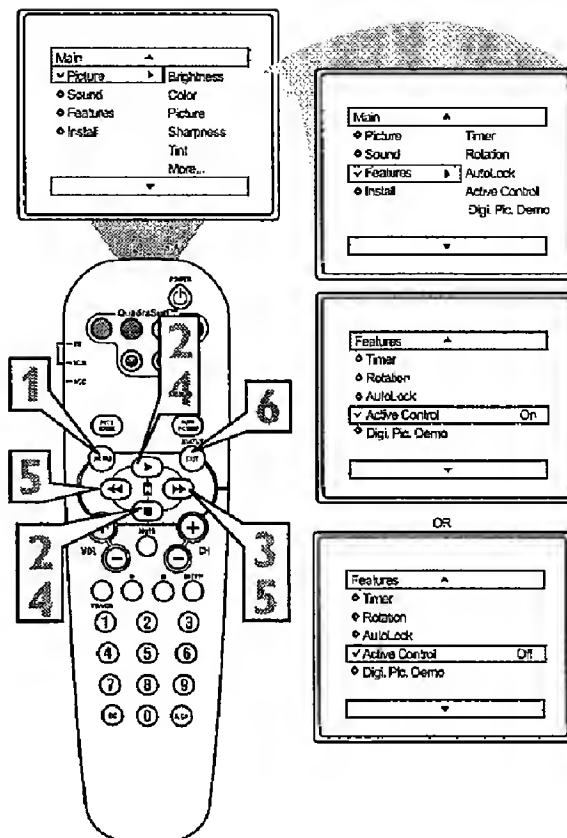 Main
Picture
Brightness
Sound
Color
Features
Picture
Install
Sharpness
Tint
More...
Main
Picture
Timer
Sound
Rotation
Features
AutoLock
Install
Active Control
Digi. Pic. Demo
Features
Timer
Rotation
AutoLock
Active Control On
Digi. Pic. Demo
OR
Features
Timer
Rotation
AutoLock
Active Control Off
Digi. Pic. Demo
POWER
QuadraSurf
1
2
4
6
5
2
4
3
5
MENU
EXIT
MUTE
VOL
CH
1 2 3
4 5 6
7 8 9
0